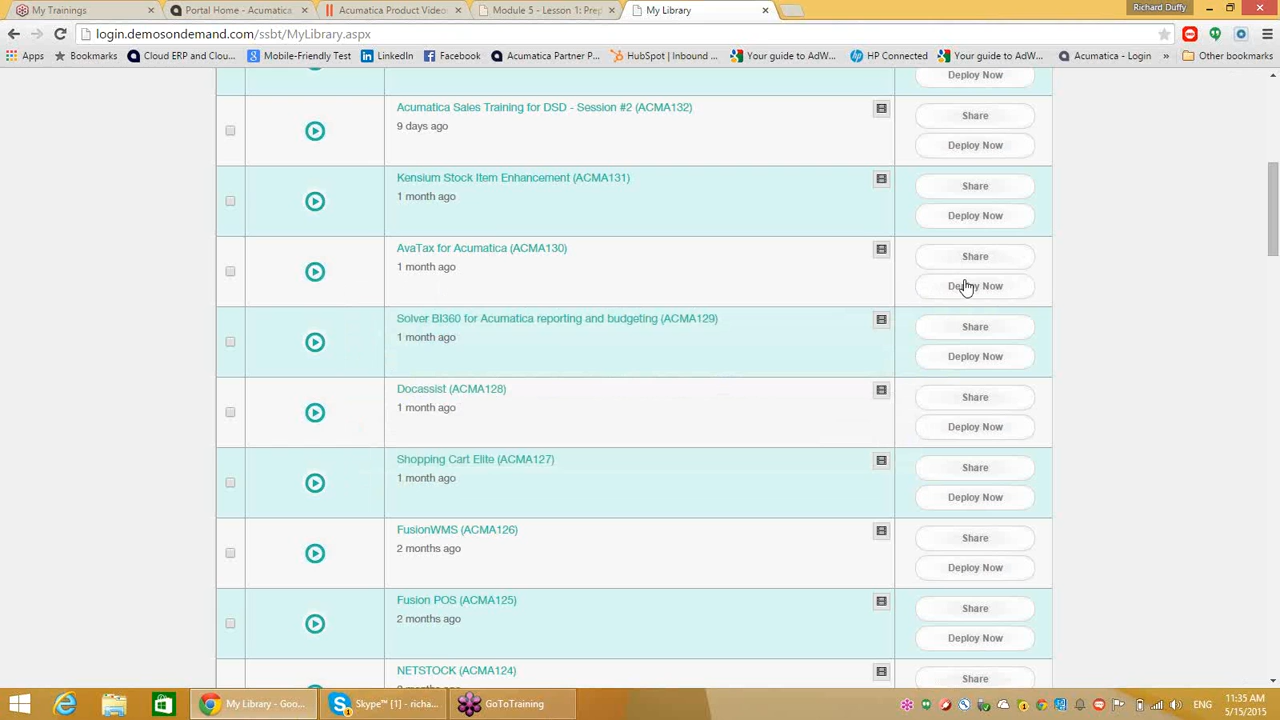 My Trainings
Portal Home - Acumatica
Acumatica Product Video
Module 5 - Lesson 1: Prep
My Library
Richard Duffy
login.demosondemand.com/ssbt/MyLibrary.aspx
Apps
Bookmarks
Cloud ERP and Clou...
Mobile-Friendly Test
LinkedIn
Facebook
Acumatica Partner P...
HubSpot | Inbound ...
Your guide to AdW...
HP Connected
Your guide to AdW...
Acumatica - Login
»
Other bookmarks
Deploy Now
Acumatica Sales Training for DSD - Session #2 (ACMA132)
9 days ago
Share
Deploy Now
Kensium Stock Item Enhancement (ACMA131)
1 month ago
Share
Deploy Now
AvaTax for Acumatica (ACMA130)
1 month ago
Share
Deploy Now
Solver BI360 for Acumatica reporting and budgeting (ACMA129)
1 month ago
Share
Deploy Now
Docassist (ACMA128)
1 month ago
Share
Deploy Now
Shopping Cart Elite (ACMA127)
1 month ago
Share
Deploy Now
FusionWMS (ACMA126)
2 months ago
Share
Deploy Now
Fusion POS (ACMA125)
2 months ago
Share
Deploy Now
NETSTOCK (ACMA124)
Share
My Library - Goo...
Skype™ [1] - richa...
GoToTraining
ENG
11:35 AM
5/15/2015